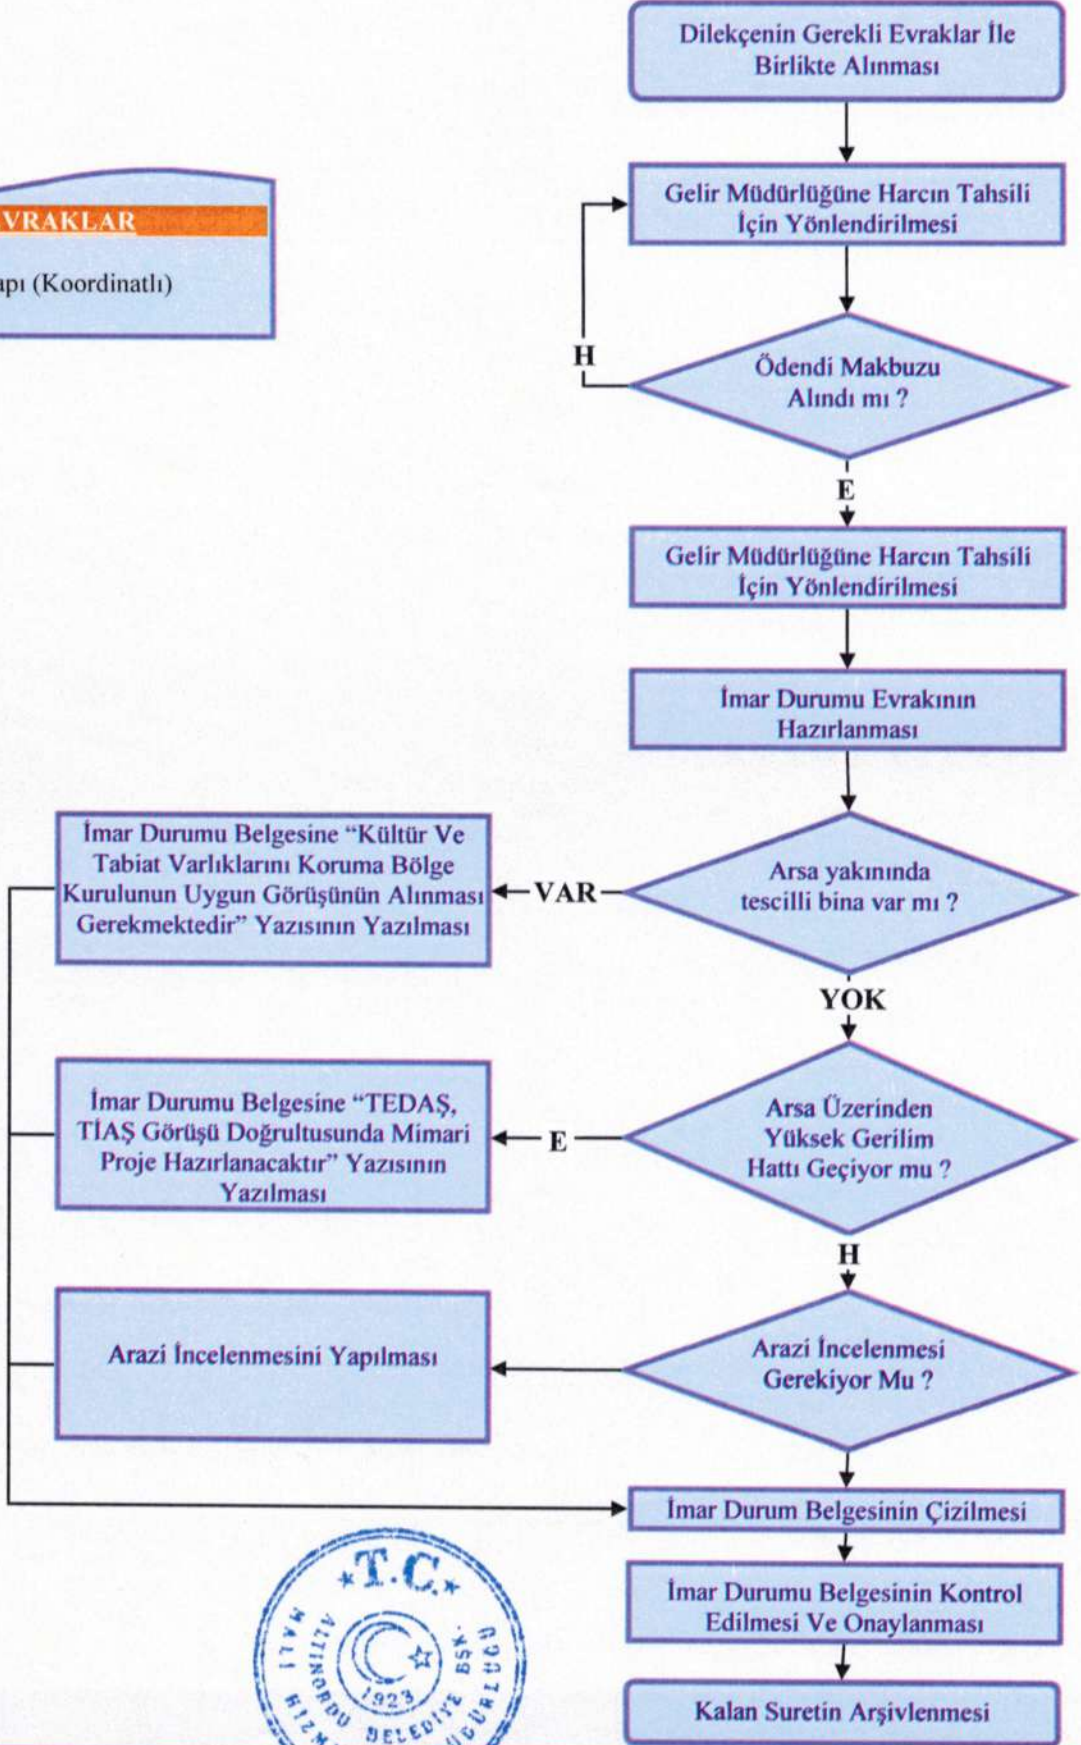 Dilekçenin Gerekli Evraklar İle
Birlikte Alınması
VRAKLAR
apı (Koordinatlı)
Gelir Müdürlüğüne Harcın Tahsili
İçin Yönlendirilmesi
H
Ödendi Makbuzu
Alındı mı ?
E
Gelir Müdürlüğüne Harcın Tahsili
İçin Yönlendirilmesi
İmar Durumu Evrakının
Hazırlanması
Arsa yakınında
tescilli bina var mı ?
VAR
İmar Durumu Belgesine “Kültür Ve
Tabiat Varlıklarını Koruma Bölge
Kurulunun Uygun Görüşünün Alınması
Gerekmektedir” Yazısının Yazılması
YOK
Arsa Üzerinden
Yüksek Gerilim
Hattı Geçiyor mu ?
E
İmar Durumu Belgesine “TEDAŞ,
TİAŞ Görüşü Doğrultusunda Mimari
Proje Hazırlanacaktır” Yazısının
Yazılması
H
Arazi İncelenmesi
Gerekiyor Mu ?
Arazi İncelenmesini Yapılması
İmar Durum Belgesinin Çizilmesi
İmar Durumu Belgesinin Kontrol
Edilmesi Ve Onaylanması
Kalan Suretin Arşivlenmesi
T.C.
ALTINORDU BELEDİYE BŞK.
MALİ
1923